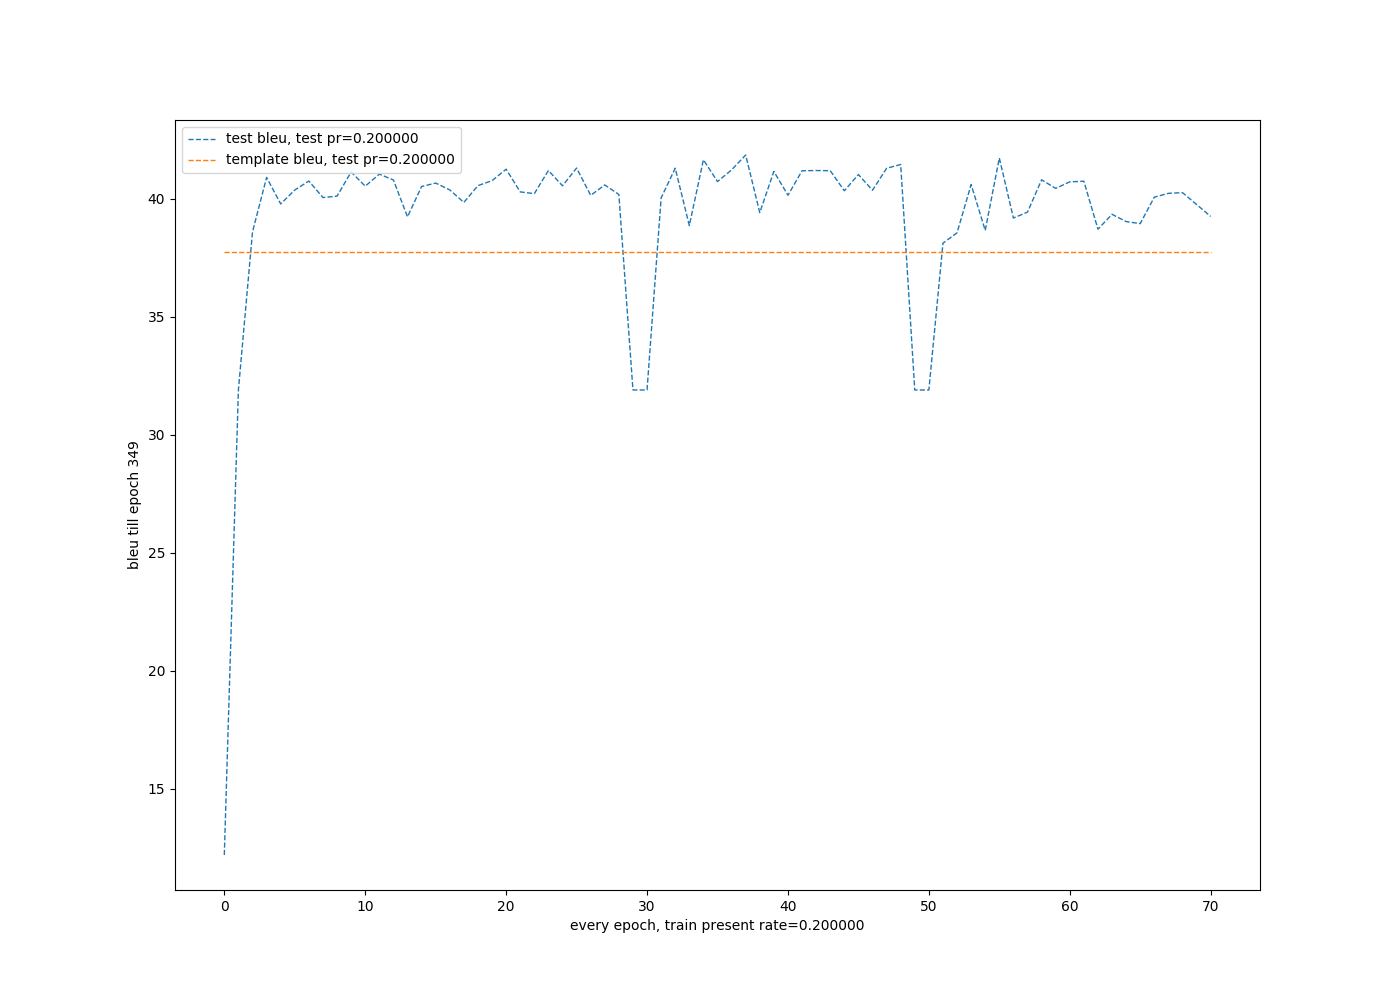 test bleu, test pr=0.200000
template bleu, test pr=0.200000
40
35
30
25
20
15
bleu till epoch 349
0 10 20 30 40 50 60 70
every epoch, train present rate=0.200000